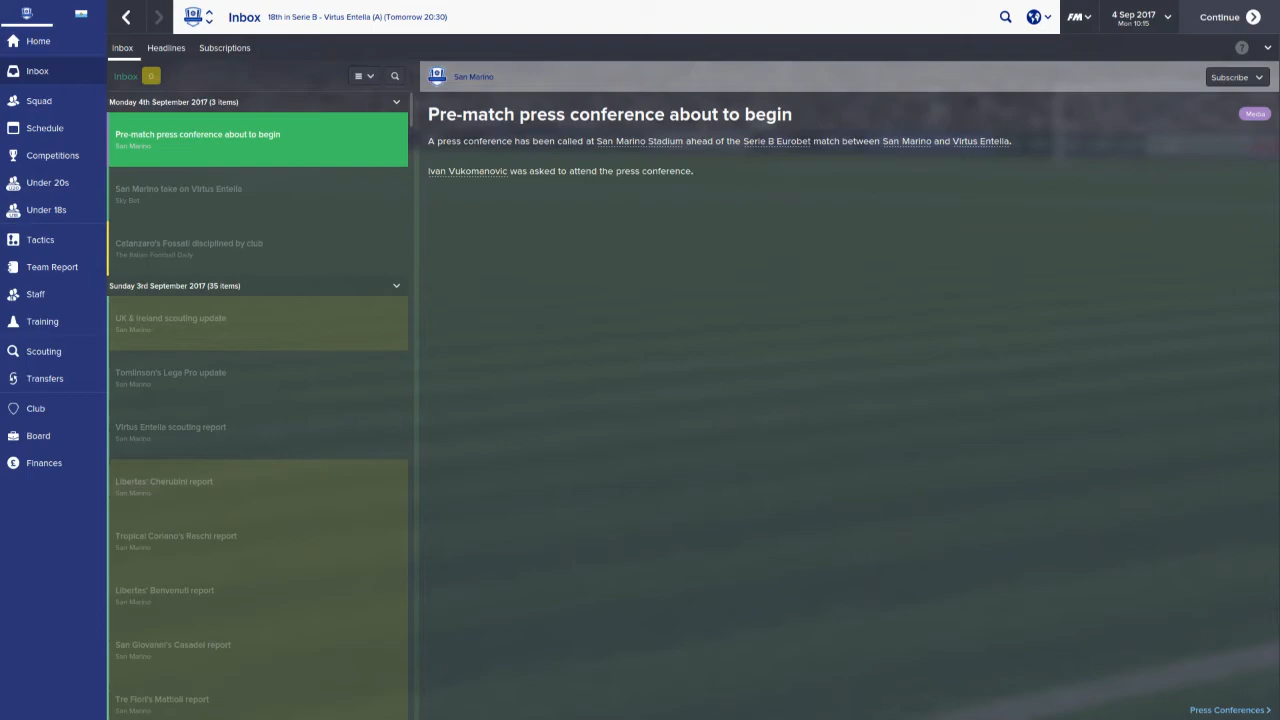 Inbox
18th in Serie B - Virtus Entella (A) (Tomorrow 20:30)
FM
4 Sep 2017
Mon 10:15
Continue
Home
Inbox
Squad
Schedule
Competitions
Under 20s
Under 18s
Tactics
Team Report
Staff
Training
Scouting
Transfers
Club
Board
Finances
Inbox
Headlines
Subscriptions
?
Inbox
Monday 4th September 2017 (3 items)
Pre-match press conference about to begin
San Marino
San Marino take on Virtus Entella
Sky Bet
Catanzaro's Fossati disciplined by club
The Italian Football Daily
Sunday 3rd September 2017 (35 items)
UK & Ireland scouting update
San Marino
Tomlinson's Lega Pro update
San Marino
Virtus Entella scouting report
San Marino
Libertas' Cherubini report
San Marino
Tropical Coriano's Raschi report
San Marino
Libertas' Benvenuti report
San Marino
San Giovanni's Casadei report
San Marino
Tre Fiori's Mattioli report
San Marino
San Marino
Subscribe
Pre-match press conference about to begin
Media
A press conference has been called at San Marino Stadium ahead of the Serie B Eurobet match between San Marino and Virtus Entella.
Ivan Vukomanovic was asked to attend the press conference.
Press Conferences >